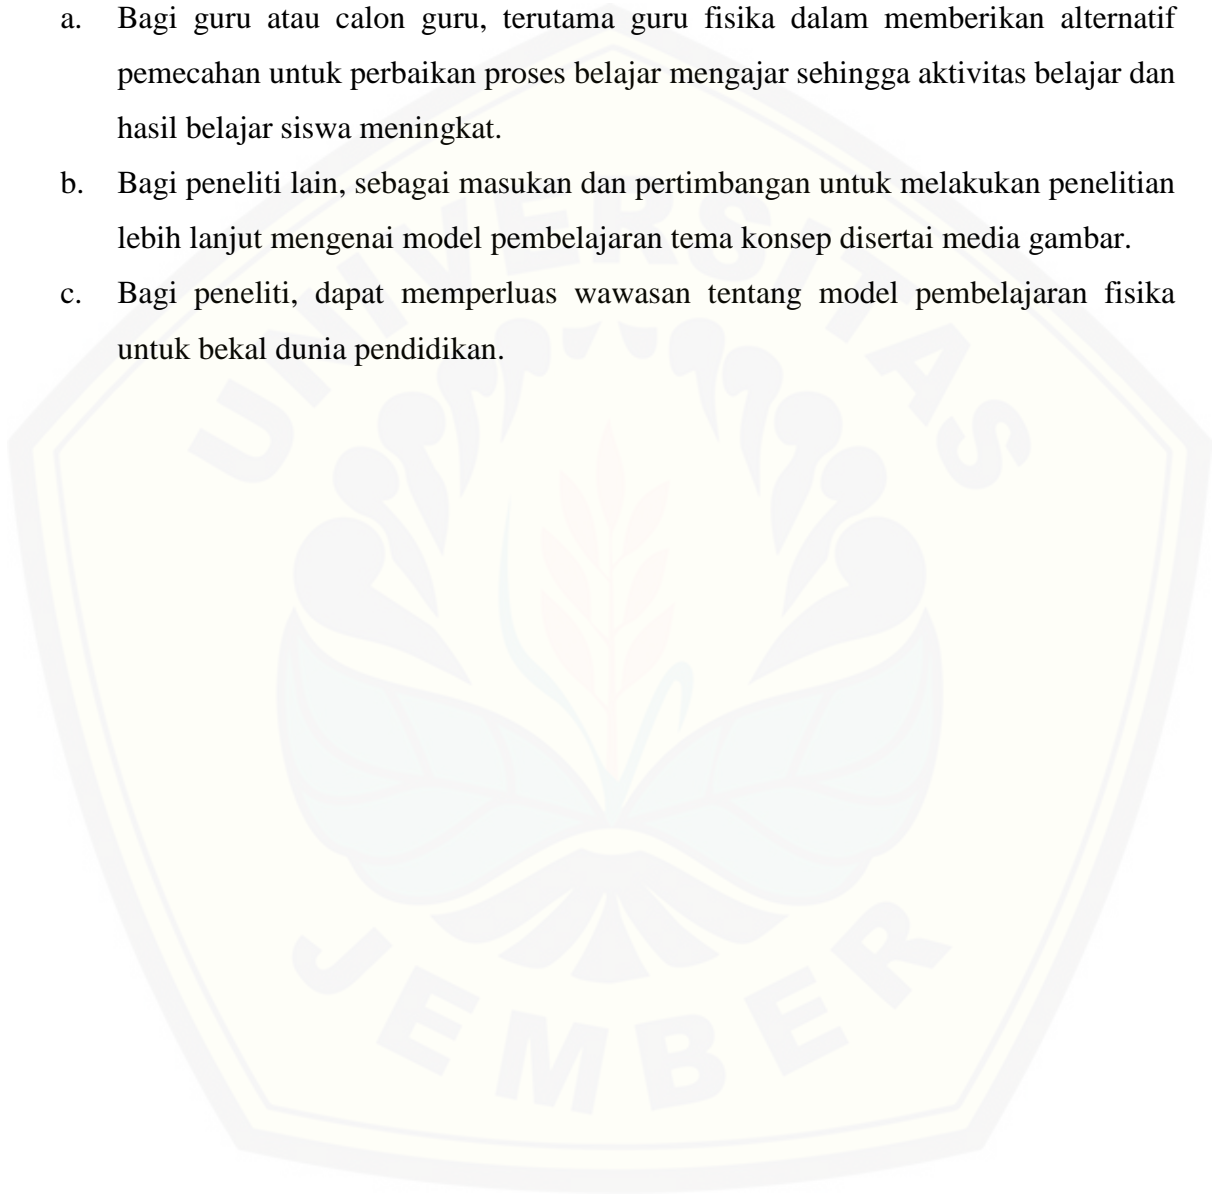 a. Bagi guru atau calon guru, terutama guru fisika dalam memberikan alternatif
pemecahan untuk perbaikan proses belajar mengajar sehingga aktivitas belajar dan
hasil belajar siswa meningkat.
b. Bagi peneliti lain, sebagai masukan dan pertimbangan untuk melakukan penelitian
lebih lanjut mengenai model pembelajaran tema konsep disertai media gambar.
c. Bagi peneliti, dapat memperluas wawasan tentang model pembelajaran fisika
untuk bekal dunia pendidikan.
UNIVERSITAS
JEMBER